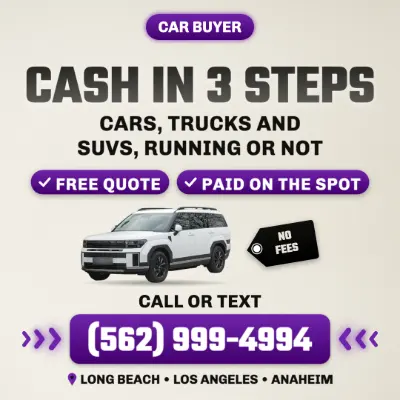 CAR BUYER
CASH IN 3 STEPS
CARS, TRUCKS AND
SUVS, RUNNING OR NOT
FREE QUOTE
PAID ON THE SPOT
NO
FEES
CALL OR TEXT
(562) 999-4994
LONG BEACH • LOS ANGELES • ANAHEIM